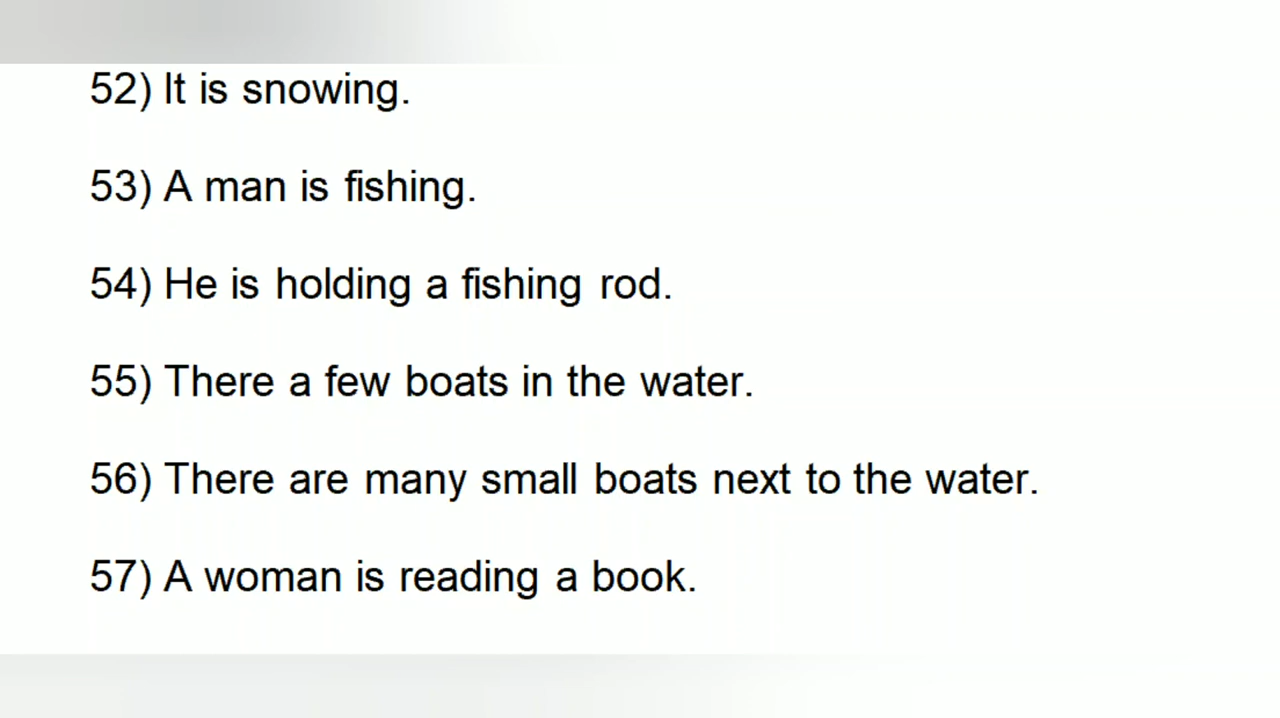 52) It is snowing.
53) A man is fishing.
54) He is holding a fishing rod.
55) There a few boats in the water.
56) There are many small boats next to the water.
57) A woman is reading a book.